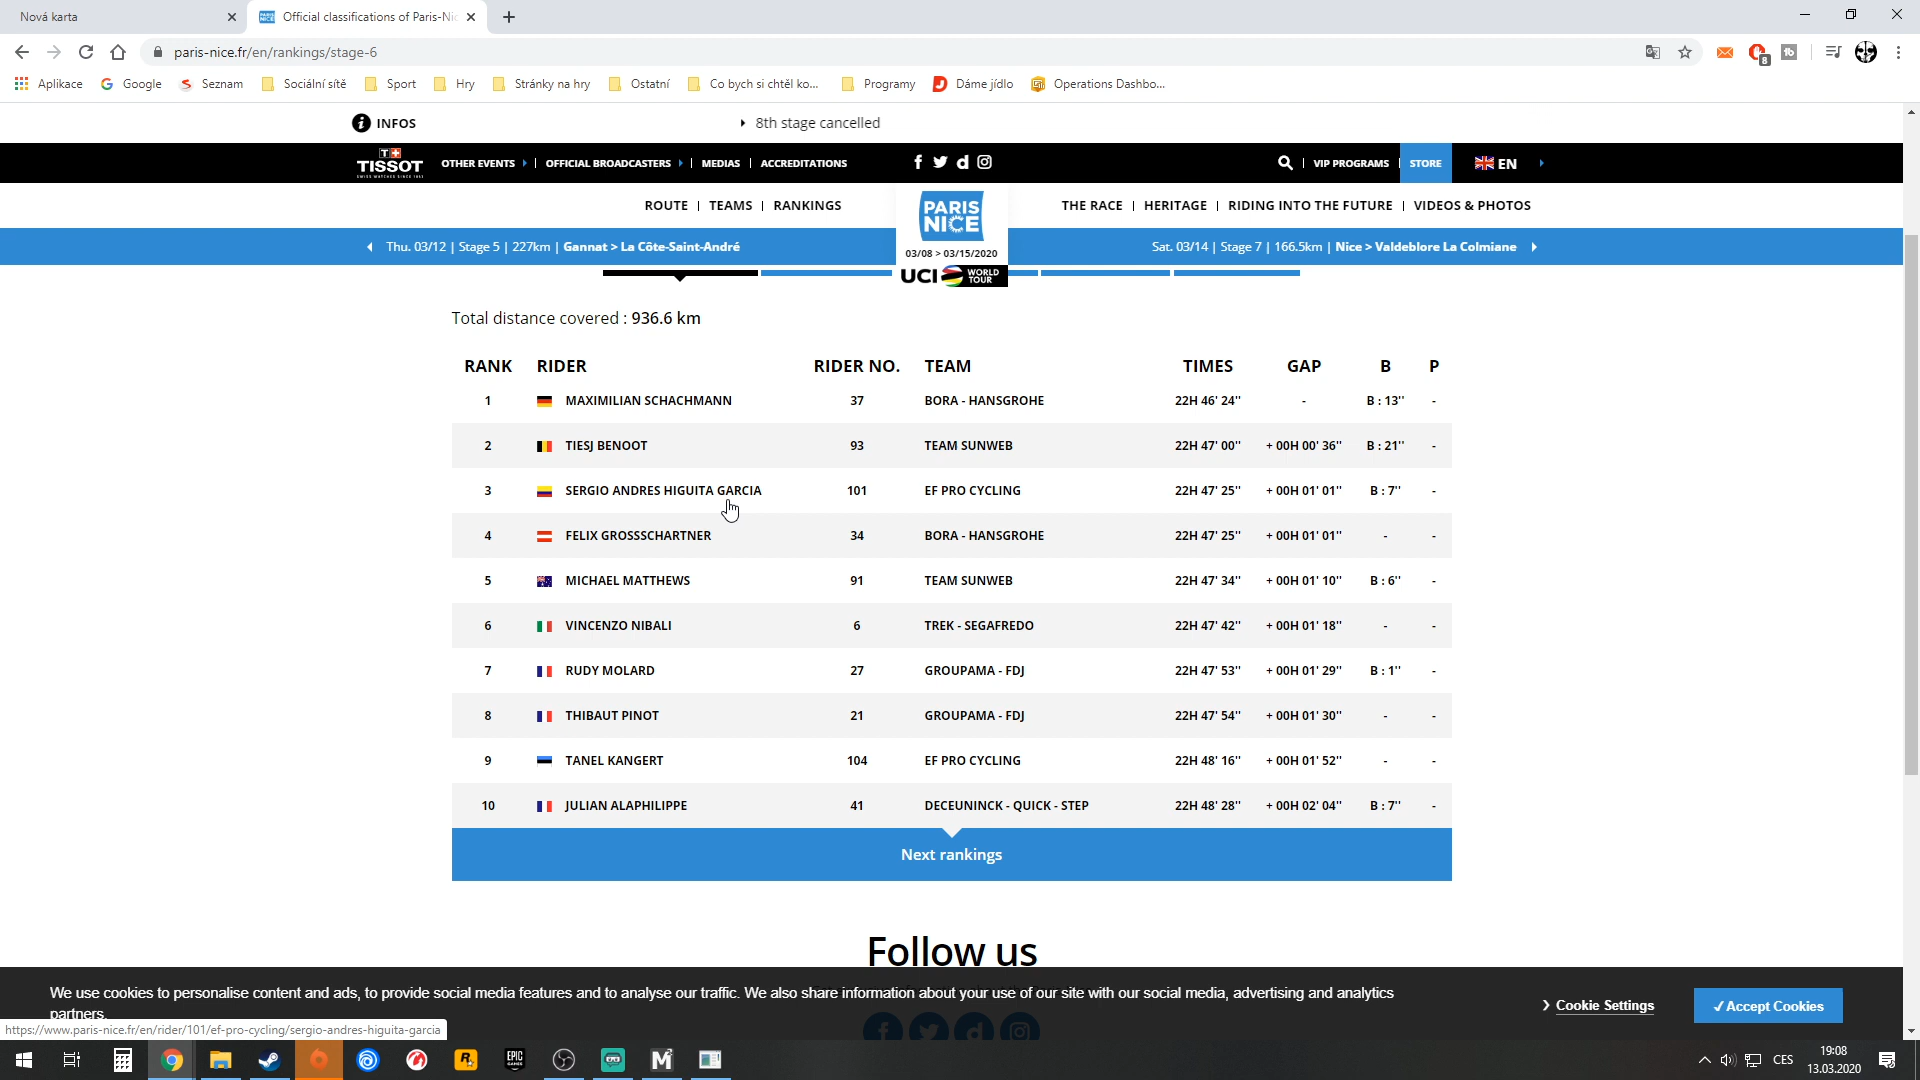 Nová karta
Official classifications of Paris-Nic
paris-nice.fr/en/rankings/stage-6
8
Aplikace Google Seznam Sociální sítě Sport Hry Stránky na hry Ostatní Co bych si chtěl ko... Programy Dáme jídlo Operations Dashbo...
INFOS
8th stage cancelled
TISSOT
SWISS WATCHES SINCE 1853
OTHER EVENTS OFFICIAL BROADCASTERS MEDIAS ACCREDITATIONS VIP PROGRAMS STORE EN
ROUTE TEAMS RANKINGS
PARIS
NICE
THE RACE HERITAGE RIDING INTO THE FUTURE VIDEOS & PHOTOS
Thu. 03/12 | Stage 5 | 227km | Gannat > La Côte-Saint-André
03/08 > 03/15/2020
Sat. 03/14 | Stage 7 | 166.5km | Nice > Valdeblore La Colmiane
UCI WORLD TOUR
Total distance covered : 936.6 km
RANK RIDER RIDER NO. TEAM TIMES GAP B P
1 MAXIMILIAN SCHACHMANN 37 BORA - HANSGROHE 22H 46' 24'' - B : 13'' -
2 TIESJ BENOOT 93 TEAM SUNWEB 22H 47' 00'' + 00H 00' 36'' B : 21'' -
3 SERGIO ANDRES HIGUITA GARCIA 101 EF PRO CYCLING 22H 47' 25'' + 00H 01' 01'' B : 7'' -
4 FELIX GROSSSCHARTNER 34 BORA - HANSGROHE 22H 47' 25'' + 00H 01' 01'' - -
5 MICHAEL MATTHEWS 91 TEAM SUNWEB 22H 47' 34'' + 00H 01' 10'' B : 6'' -
6 VINCENZO NIBALI 6 TREK - SEGAFREDO 22H 47' 42'' + 00H 01' 18'' - -
7 RUDY MOLARD 27 GROUPAMA - FDJ 22H 47' 53'' + 00H 01' 29'' B : 1'' -
8 THIBAUT PINOT 21 GROUPAMA - FDJ 22H 47' 54'' + 00H 01' 30'' - -
9 TANEL KANGERT 104 EF PRO CYCLING 22H 48' 16'' + 00H 01' 52'' - -
10 JULIAN ALAPHILIPPE 41 DECEUNINCK - QUICK - STEP 22H 48' 28'' + 00H 02' 04'' B : 7'' -
Next rankings
Follow us
We use cookies to personalise content and ads, to provide social media features and to analyse our traffic. We also share information about your use of our site with our social media, advertising and analytics
partners.
Cookie Settings
Accept Cookies
https://www.paris-nice.fr/en/rider/101/ef-pro-cycling/sergio-andres-higuita-garcia
EPIC
GAMES
CES
19:08
13.03.2020